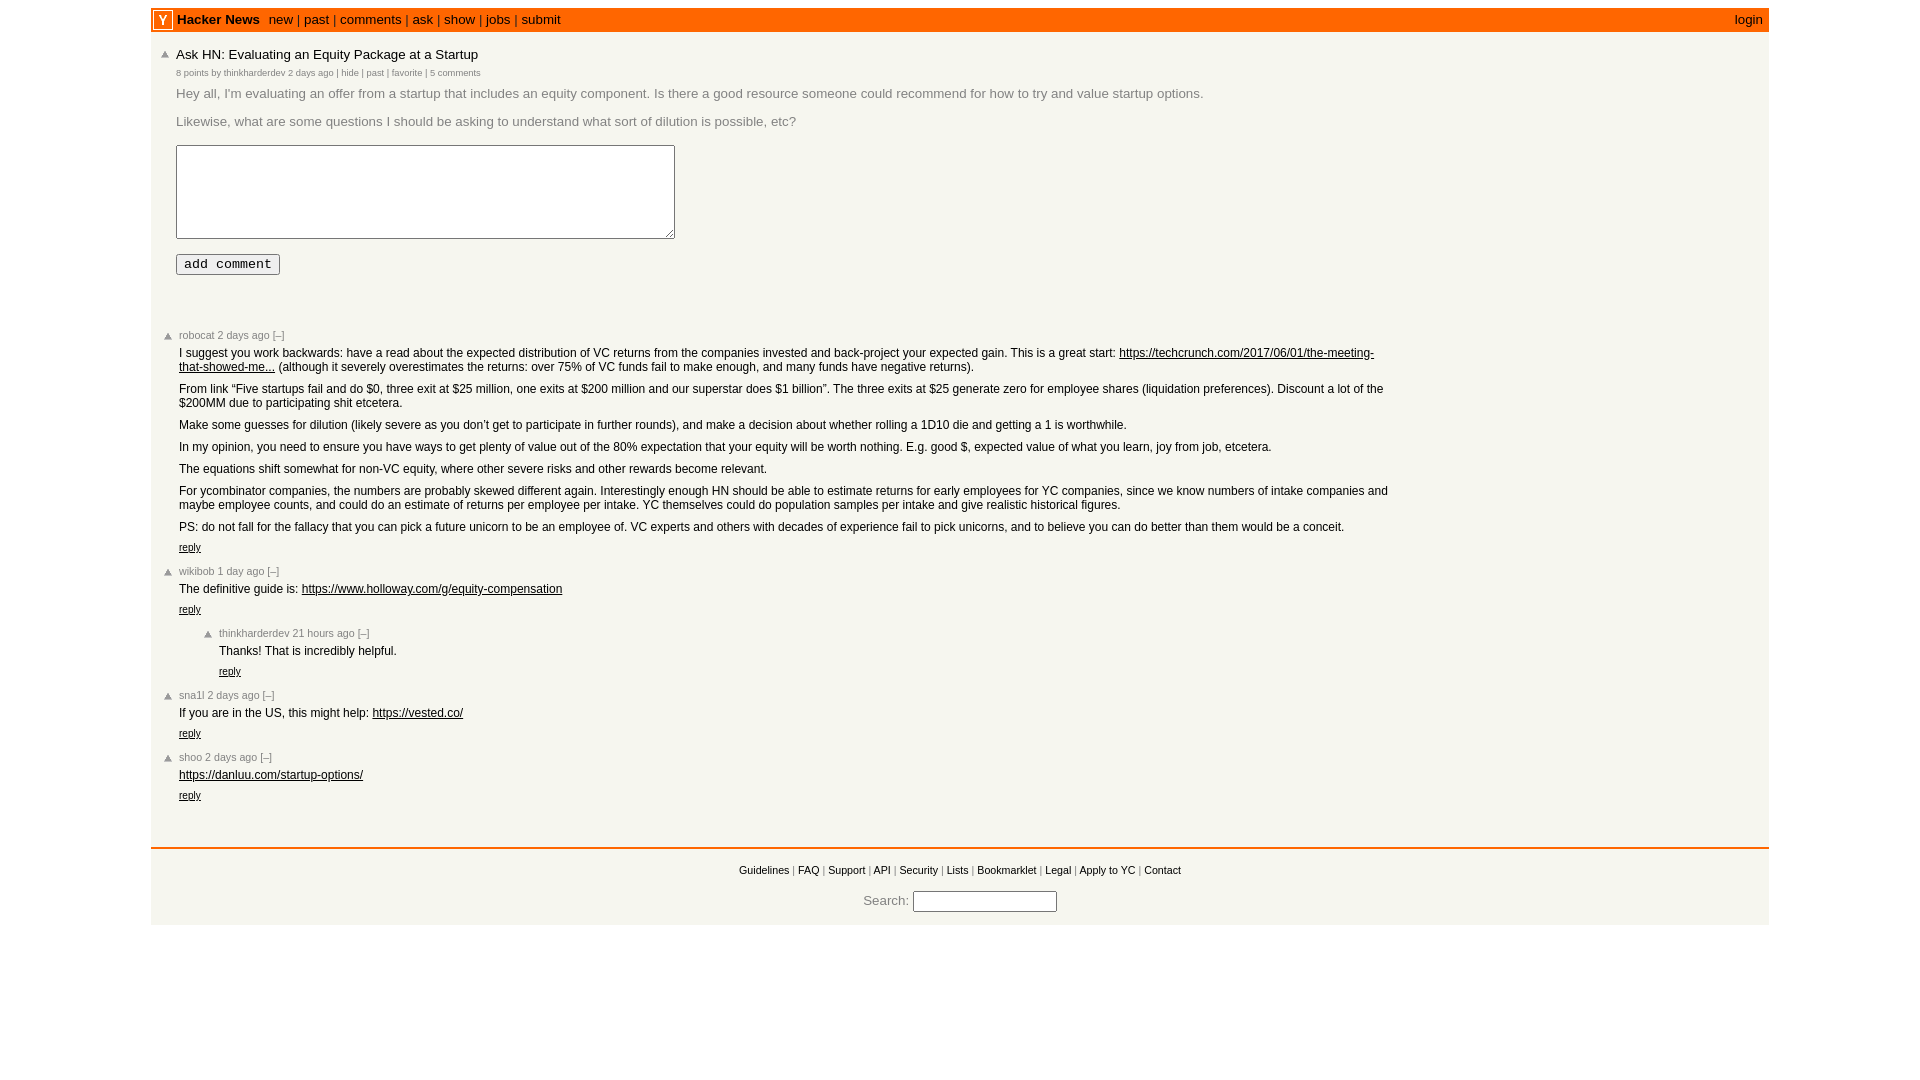 Y Hacker News new | past | comments | ask | show | jobs | submit login
Ask HN: Evaluating an Equity Package at a Startup
8 points by thinkharderdev 2 days ago | hide | past | favorite | 5 comments
Hey all, I'm evaluating an offer from a startup that includes an equity component. Is there a good resource someone could recommend for how to try and value startup options.
Likewise, what are some questions I should be asking to understand what sort of dilution is possible, etc?
add comment
robocat 2 days ago [–]
I suggest you work backwards: have a read about the expected distribution of VC returns from the companies invested and back-project your expected gain. This is a great start: https://techcrunch.com/2017/06/01/the-meeting-
that-showed-me... (although it severely overestimates the returns: over 75% of VC funds fail to make enough, and many funds have negative returns).
From link “Five startups fail and do $0, three exit at $25 million, one exits at $200 million and our superstar does $1 billion”. The three exits at $25 generate zero for employee shares (liquidation preferences). Discount a lot of the
$200MM due to participating shit etcetera.
Make some guesses for dilution (likely severe as you don’t get to participate in further rounds), and make a decision about whether rolling a 1D10 die and getting a 1 is worthwhile.
In my opinion, you need to ensure you have ways to get plenty of value out of the 80% expectation that your equity will be worth nothing. E.g. good $, expected value of what you learn, joy from job, etcetera.
The equations shift somewhat for non-VC equity, where other severe risks and other rewards become relevant.
For ycombinator companies, the numbers are probably skewed different again. Interestingly enough HN should be able to estimate returns for early employees for YC companies, since we know numbers of intake companies and
maybe employee counts, and could do an estimate of returns per employee per intake. YC themselves could do population samples per intake and give realistic historical figures.
PS: do not fall for the fallacy that you can pick a future unicorn to be an employee of. VC experts and others with decades of experience fail to pick unicorns, and to believe you can do better than them would be a conceit.
reply
wikibob 1 day ago [–]
The definitive guide is: https://www.holloway.com/g/equity-compensation
reply
thinkharderdev 21 hours ago [–]
Thanks! That is incredibly helpful.
reply
sna1l 2 days ago [–]
If you are in the US, this might help: https://vested.co/
reply
shoo 2 days ago [–]
https://danluu.com/startup-options/
reply
Guidelines | FAQ | Support | API | Security | Lists | Bookmarklet | Legal | Apply to YC | Contact
Search: